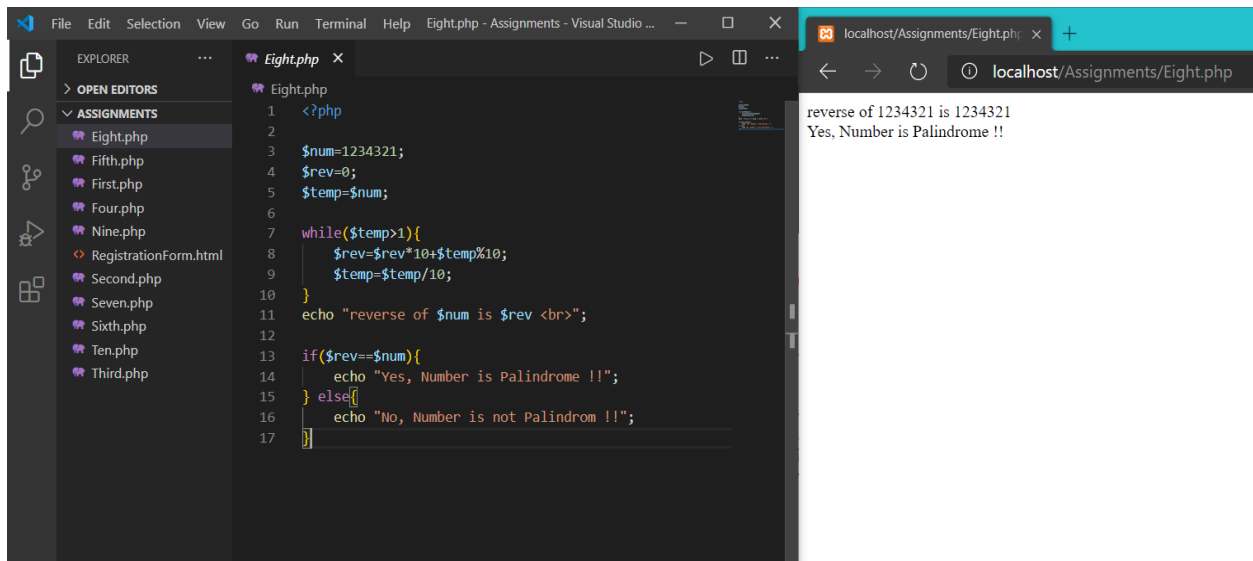 File Edit Selection View Go Run Terminal Help Eight.php - Assignments - Visual Studio ...
EXPLORER ...
OPEN EDITORS
ASSIGNMENTS
Eight.php
Fifth.php
First.php
Four.php
Nine.php
RegistrationForm.html
Second.php
Seven.php
Sixth.php
Ten.php
Third.php
Eight.php
Eight.php
1 <?php
2
3 $num=1234321;
4 $rev=0;
5 $temp=$num;
6
7 while($temp>1){
8 $rev=$rev*10+$temp%10;
9 $temp=$temp/10;
10 }
11 echo "reverse of $num is $rev <br>";
12
13 if($rev==$num){
14 echo "Yes, Number is Palindrome !!";
15 } else{
16 echo "No, Number is not Palindrom !!";
17 }
localhost/Assignments/Eight.php
localhost/Assignments/Eight.php
reverse of 1234321 is 1234321
Yes, Number is Palindrome !!